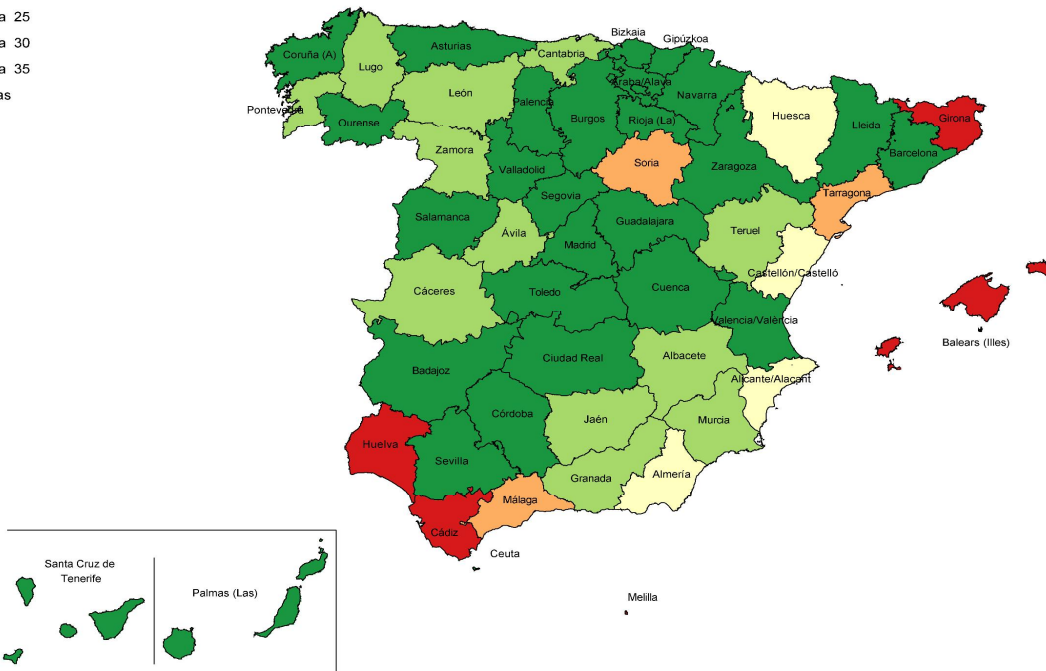 a 25
a 30
a 35
as
Bizkaia
Gipúzkoa
Coruña (A)
Asturias
Cantabria
Lugo
Araba/Álava
Navarra
León
Palencia
Burgos
Rioja (La)
Huesca
Lleida
Girona
Pontevedra
Ourense
Barcelona
Zamora
Valladolid
Soria
Zaragoza
Tarragona
Segovia
Salamanca
Ávila
Guadalajara
Teruel
Madrid
Castellón/Castelló
Cáceres
Toledo
Cuenca
Valencia/València
Balears (Illes)
Badajoz
Ciudad Real
Albacete
Alicante/Alacant
Córdoba
Jaén
Murcia
Huelva
Sevilla
Granada
Almería
Málaga
Cádiz
Ceuta
Melilla
Santa Cruz de
Tenerife
Palmas (Las)